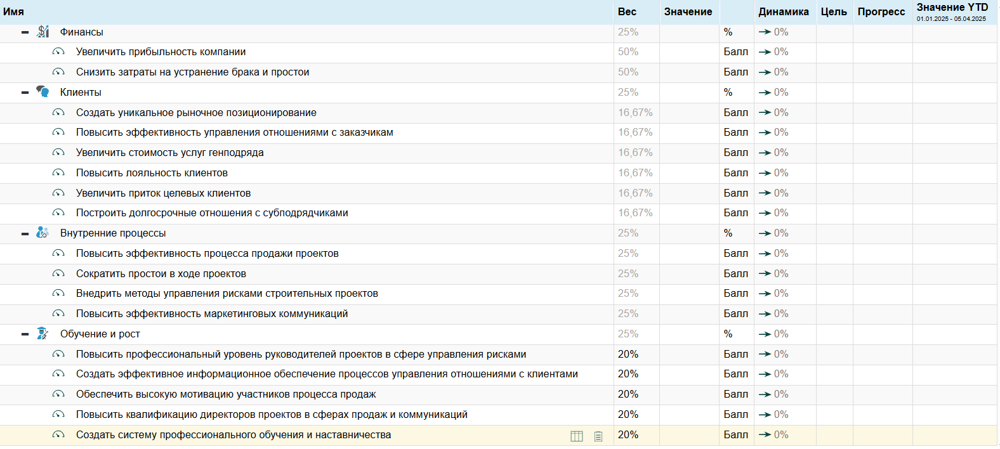 Имя Вес Значение Динамика Цель Прогресс Значение YTD
01.01.2025 - 05.04.2025
Финансы 25% % 0%
Увеличить прибыльность компании 50% Балл 0%
Снизить затраты на устранение брака и простои 50% Балл 0%
Клиенты 25% % 0%
Создать уникальное рыночное позиционирование 16,67% Балл 0%
Повысить эффективность управления отношениями с заказчикам 16,67% Балл 0%
Увеличить стоимость услуг генподряда 16,67% Балл 0%
Повысить лояльность клиентов 16,67% Балл 0%
Увеличить приток целевых клиентов 16,67% Балл 0%
Построить долгосрочные отношения с субподрядчиками 16,67% Балл 0%
Внутренние процессы 25% % 0%
Повысить эффективность процесса продажи проектов 25% Балл 0%
Сократить простои в ходе проектов 25% Балл 0%
Внедрить методы управления рисками строительных проектов 25% Балл 0%
Повысить эффективность маркетинговых коммуникаций 25% Балл 0%
Обучение и рост 25% % 0%
Повысить профессиональный уровень руководителей проектов в сфере управления рисками 20% Балл 0%
Создать эффективное информационное обеспечение процессов управления отношениями с клиентами 20% Балл 0%
Обеспечить высокую мотивацию участников процесса продаж 20% Балл 0%
Повысить квалификацию директоров проектов в сферах продаж и коммуникаций 20% Балл 0%
Создать систему профессионального обучения и наставничества 20% Балл 0%